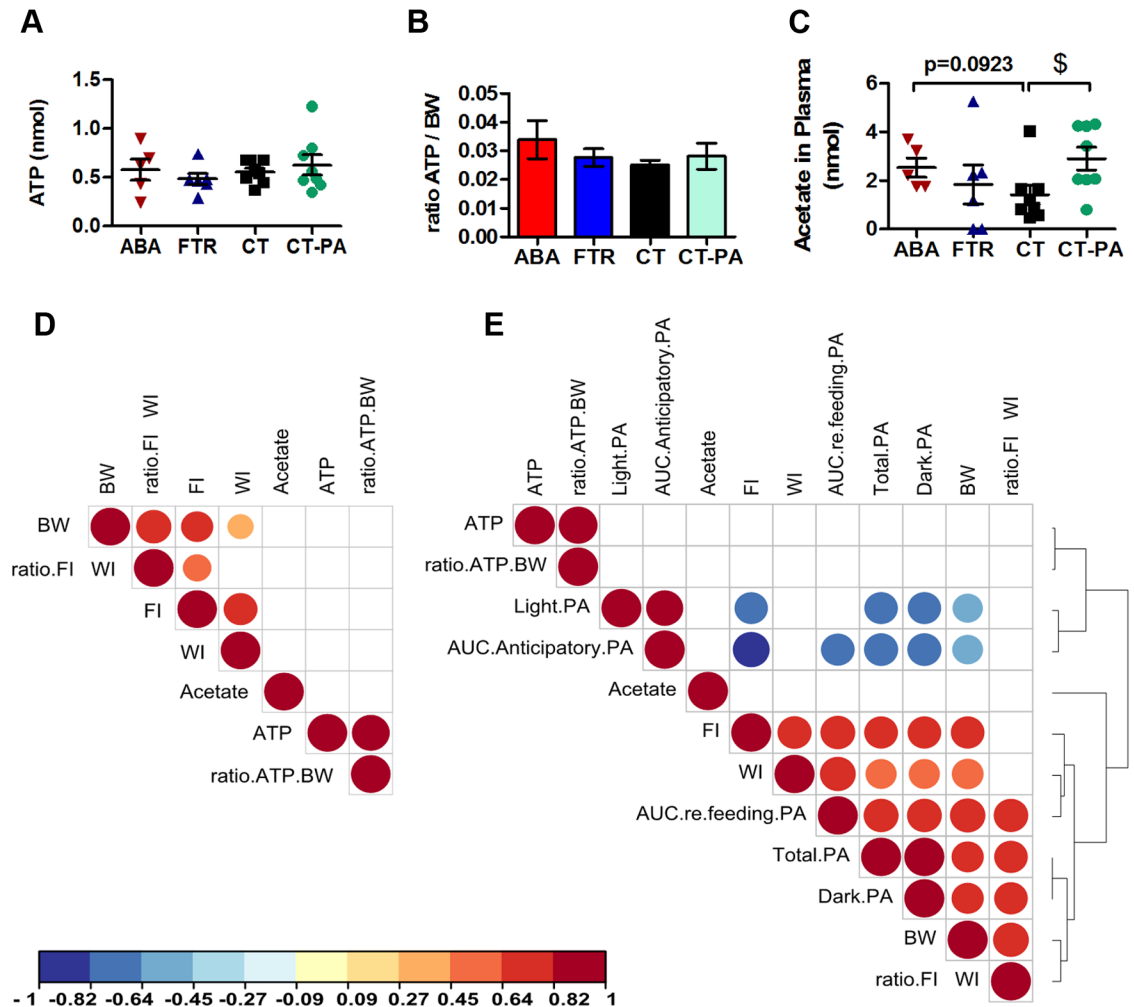 A
ATP (nmol)
1.5
1.0
0.5
0.0
ABA FTR CT CT-PA
B
ratio ATP / BW
0.05
0.04
0.03
0.02
0.01
0.00
ABA FTR CT CT-PA
C
Acetate in Plasma
(nmol)
p=0.0923 $
6
4
2
0
ABA FTR CT CT-PA
D
BW
ratio.FI WI
FI
WI
Acetate
ATP
ratio.ATP.BW
BW
ratio.FI WI
FI
WI
Acetate
ATP
ratio.ATP.BW
E
ATP
ratio.ATP.BW
Light.PA
AUC.Anticipatory.PA
Acetate
FI
WI
AUC.re.feeding.PA
Total.PA
Dark.PA
BW
ratio.FI WI
ATP
ratio.ATP.BW
Light.PA
AUC.Anticipatory.PA
Acetate
FI
WI
AUC.re.feeding.PA
Total.PA
Dark.PA
BW
ratio.FI WI
- 1 -0.82 -0.64 -0.45 -0.27 -0.09 0.09 0.27 0.45 0.64 0.82 1